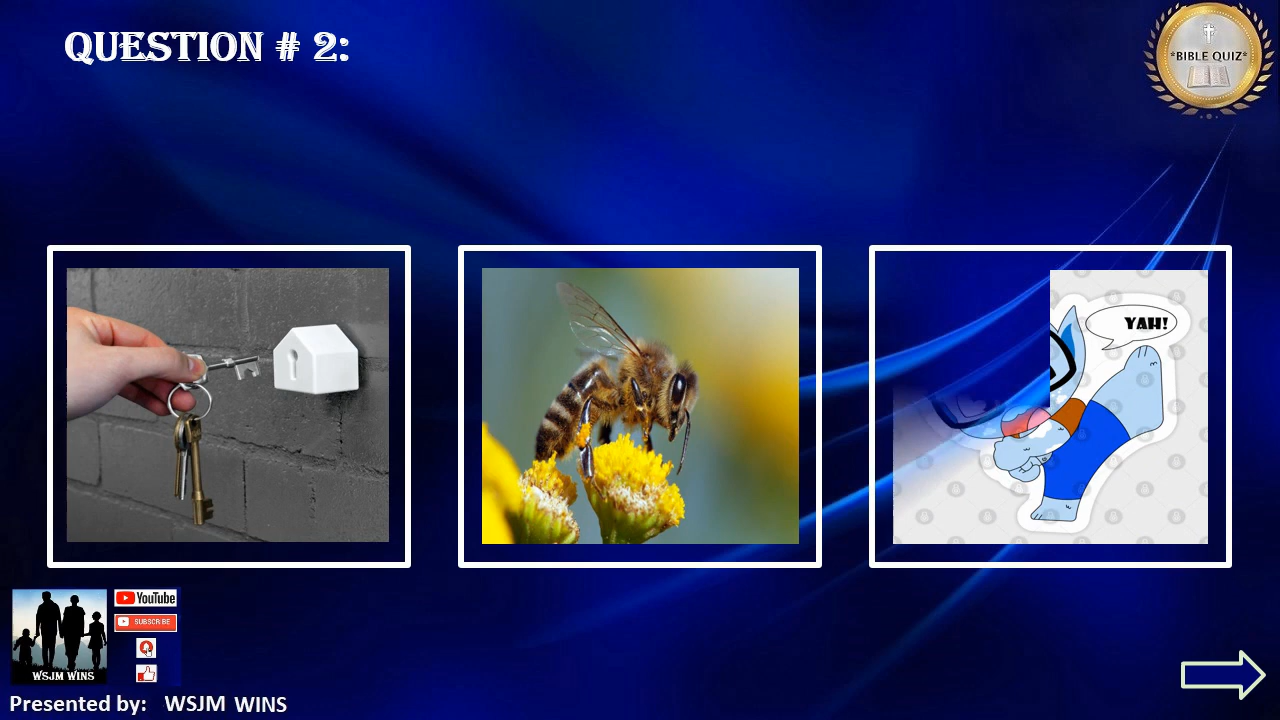 QUESTION # 2:
*BIBLE QUIZ*
YAH!
YouTube
SUBSCRIBE
WSJM WINS
Presented by: WSJM WINS